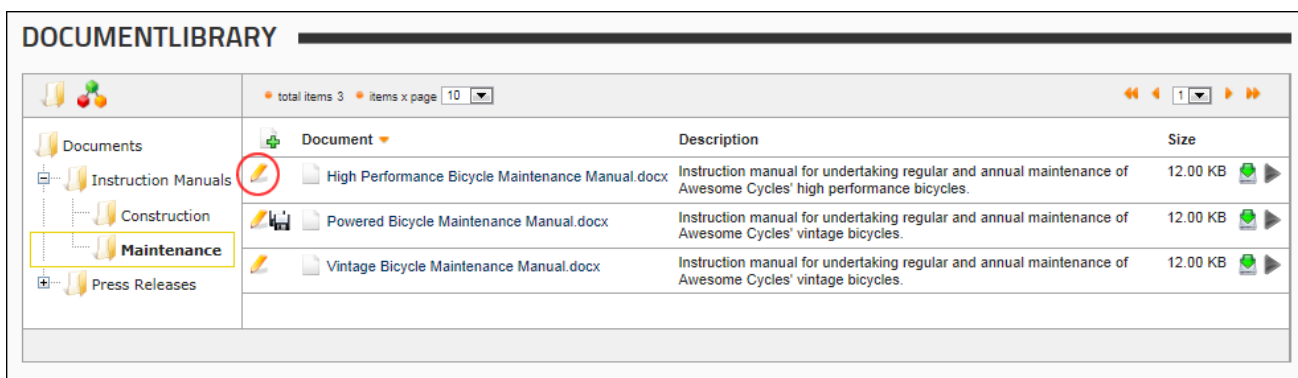 DOCUMENTLIBRARY
total items 3 items x page 10
1
Documents
Instruction Manuals
Construction
Maintenance
Press Releases
Document Description Size
High Performance Bicycle Maintenance Manual.docx Instruction manual for undertaking regular and annual maintenance of 12.00 KB
Awesome Cycles' high performance bicycles.
Powered Bicycle Maintenance Manual.docx Instruction manual for undertaking regular and annual maintenance of 12.00 KB
Awesome Cycles' vintage bicycles.
Vintage Bicycle Maintenance Manual.docx Instruction manual for undertaking regular and annual maintenance of 12.00 KB
Awesome Cycles' vintage bicycles.